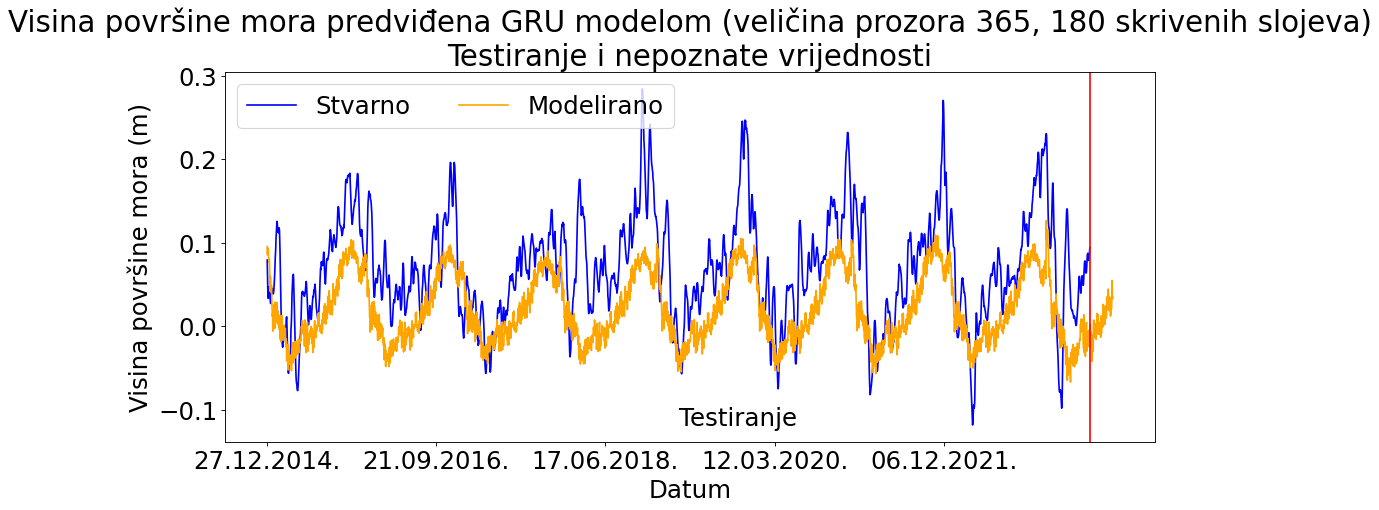 Visina površine mora predviđena GRU modelom (veličina prozora 365, 180 skrivenih slojeva)
Testiranje i nepoznate vrijednosti
Stvarno
Modelirano
Visina površine mora (m)
0.3
0.2
0.1
0.0
−0.1
Testiranje
27.12.2014.
21.09.2016.
17.06.2018.
12.03.2020.
06.12.2021.
Datum